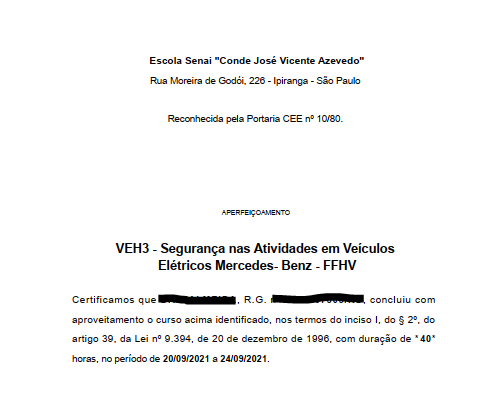 Escola Senai "Conde José Vicente Azevedo"
Rua Moreira de Godói, 226 - Ipiranga - São Paulo
Reconhecida pela Portaria CEE nº 10/80.
APERFEIÇOAMENTO
VEH3 - Segurança nas Atividades em Veículos
Elétricos Mercedes- Benz - FFHV
Certificamos que , R.G. , concluiu com
aproveitamento o curso acima identificado, nos termos do inciso I, do § 2º, do
artigo 39, da Lei nº 9.394, de 20 de dezembro de 1996, com duração de *40*
horas, no período de 20/09/2021 a 24/09/2021.